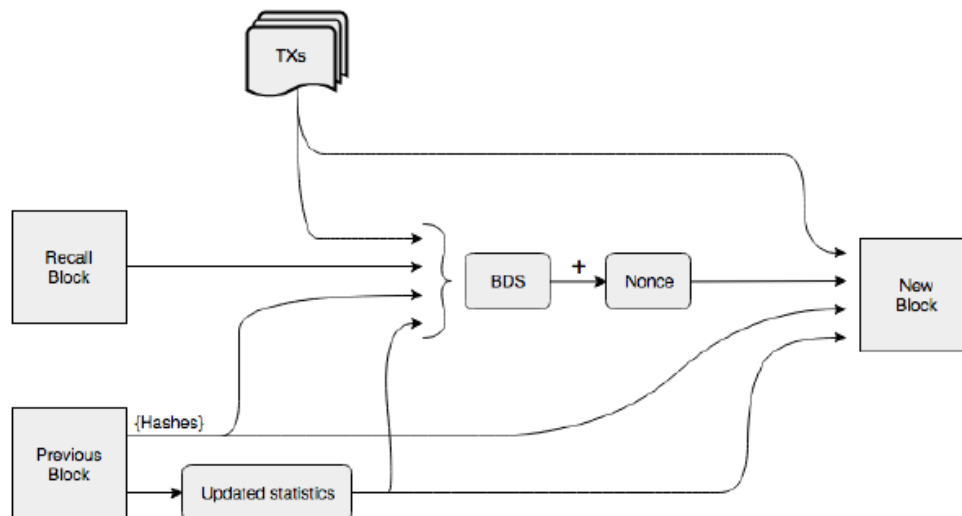 TXs
Recall
Block
BDS
+
Nonce
New
Block
{Hashes}
Previous
Block
Updated statistics